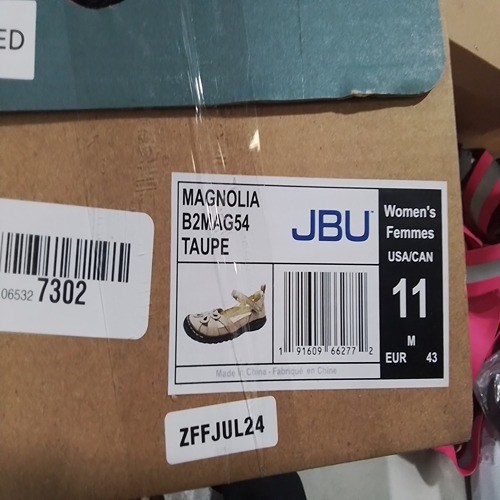 ED
MAGNOLIA
B2MAG54
TAUPE
JBU
Women's
Femmes
USA/CAN
11
M
EUR 43
1 91609 66277 2
Made in China - Fabriqué en Chine
06532 7302
ZFFJUL24